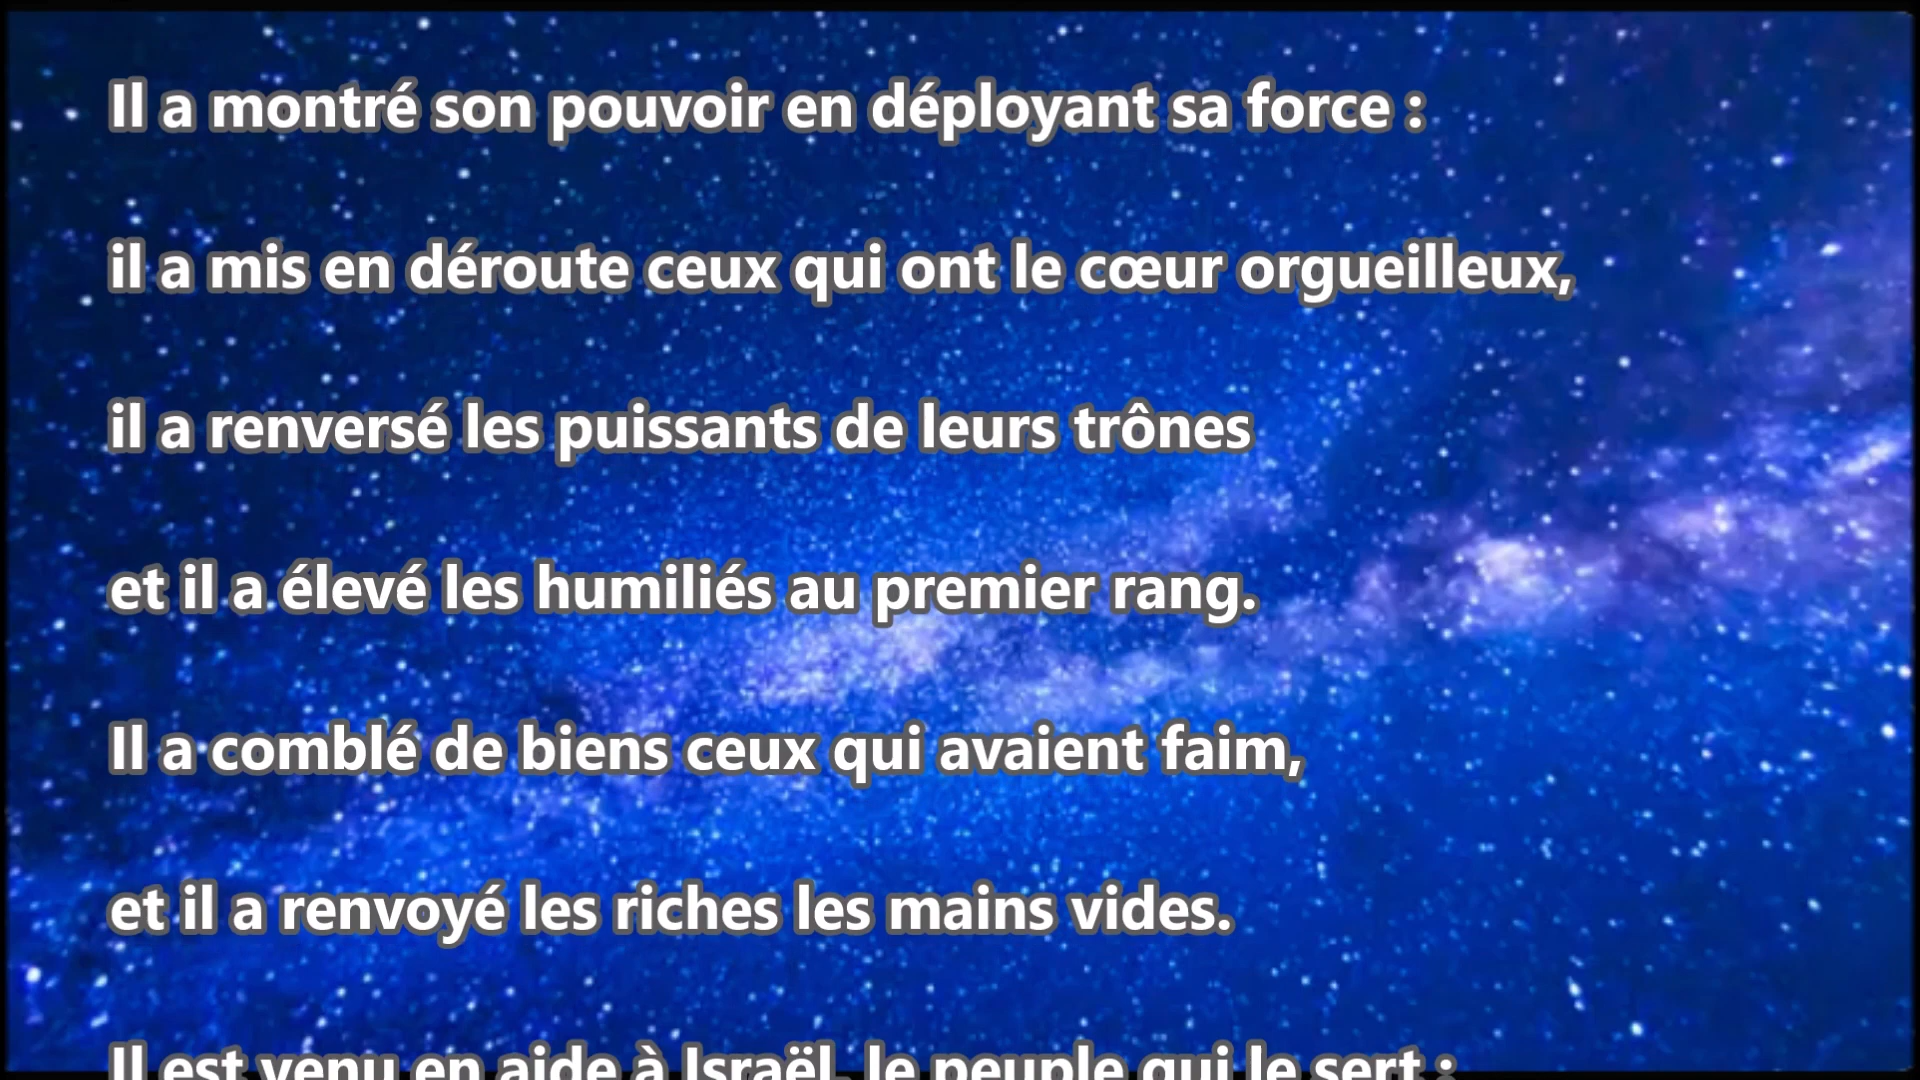 Il a montré son pouvoir en déployant sa force :
il a mis en déroute ceux qui ont le cœur orgueilleux,
il a renversé les puissants de leurs trônes
et il a élevé les humiliés au premier rang.
Il a comblé de biens ceux qui avaient faim,
et il a renvoyé les riches les mains vides.
Il est venu en aide à Israël, le peuple qui le sert :